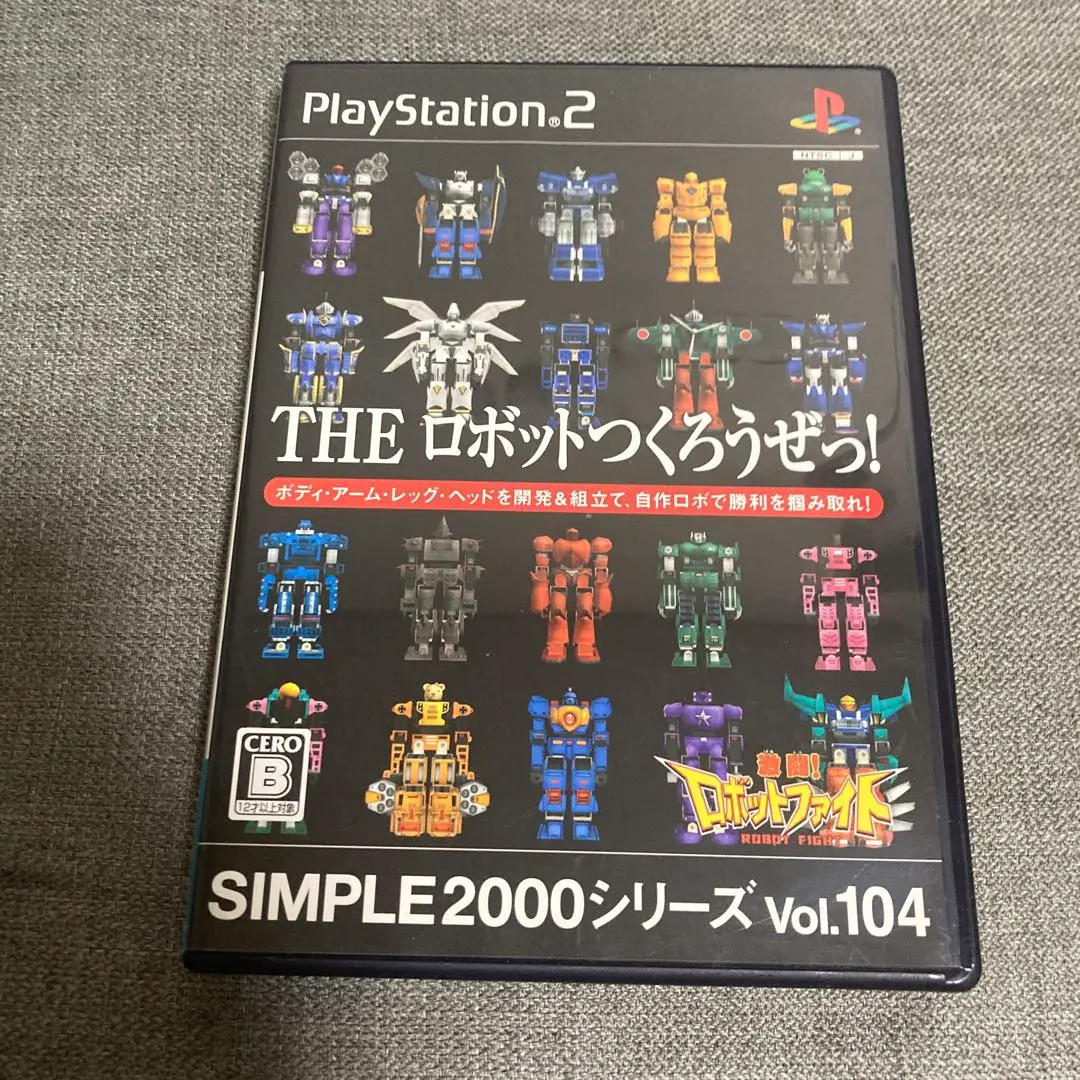 PlayStation®2
NTSC J
THE ロボットつくろうぜっ!
ボディ・アーム・レッグ・ヘッドを開発&組立て、自作ロボで勝利を掴み取れ!
CERO
B
12才以上対象
激闘!
ロボットファイト
ROBOT FIGHT
SIMPLE2000シリーズ Vol.104